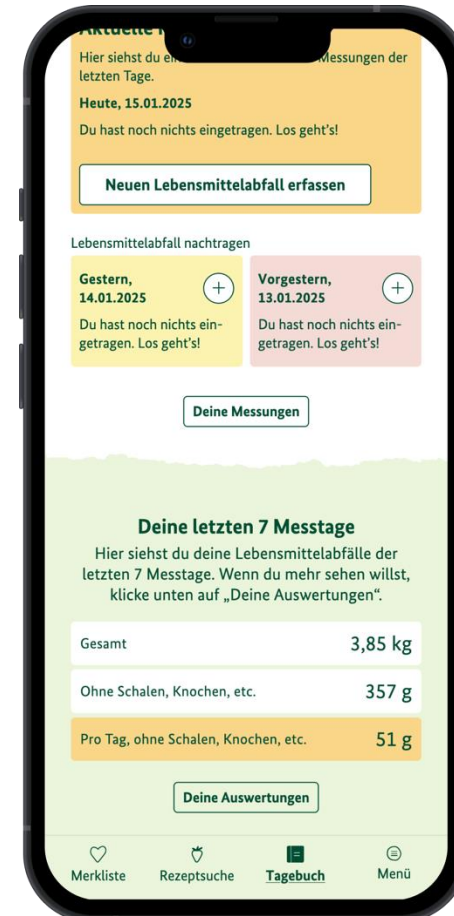 Aktuelle
Hier siehst du Messungen der
letzten Tage.
Heute, 15.01.2025
Du hast noch nichts eingetragen. Los geht's!
Neuen Lebensmittelabfall erfassen
Lebensmittelabfall nachtragen
Gestern,
14.01.2025
Du hast noch nichts ein-
getragen. Los geht's!
Vorgestern,
13.01.2025
Du hast noch nichts ein-
getragen. Los geht's!
Deine Messungen
Deine letzten 7 Messtage
Hier siehst du deine Lebensmittelabfälle der
letzten 7 Messtage. Wenn du mehr sehen willst,
klicke unten auf „Deine Auswertungen“.
Gesamt 3,85 kg
Ohne Schalen, Knochen, etc. 357 g
Pro Tag, ohne Schalen, Knochen, etc. 51 g
Deine Auswertungen
Merkliste Rezeptsuche Tagebuch Menü